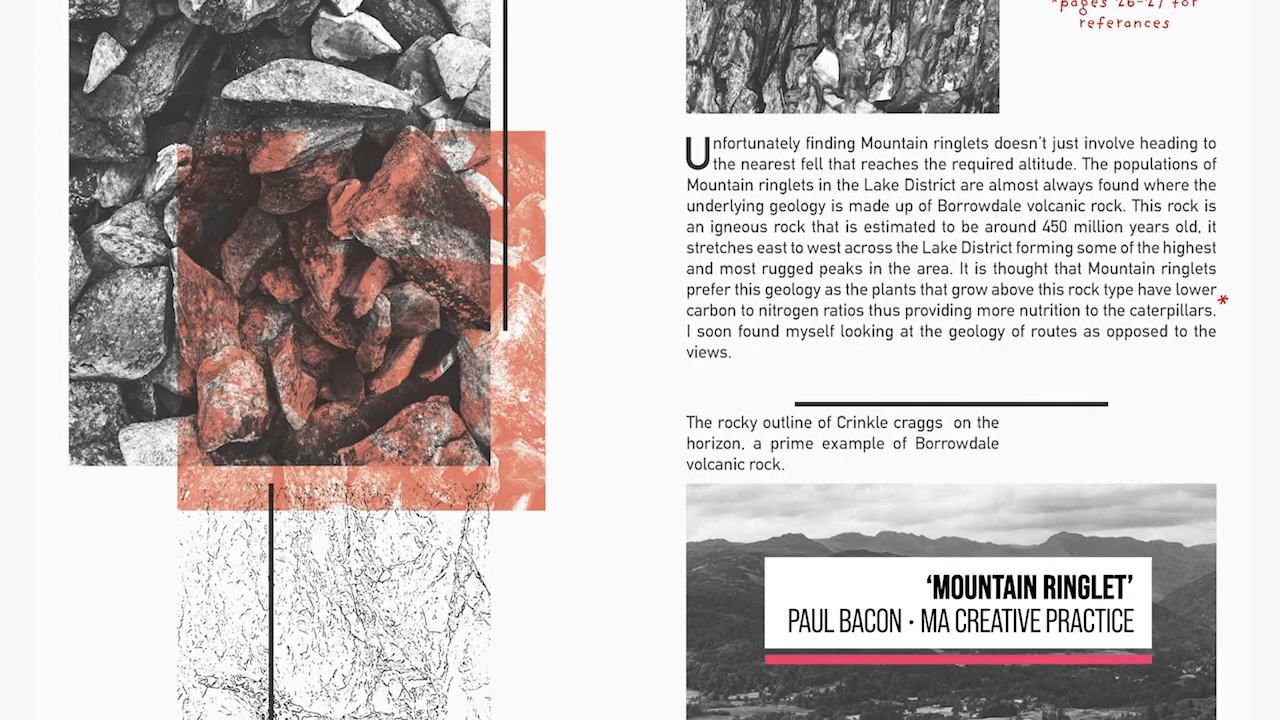 *pages 26-27 for
referances
Unfortunately finding Mountain ringlets doesn't just involve heading to
the nearest fell that reaches the required altitude. The populations of
Mountain ringlets in the Lake District are almost always found where the
underlying geology is made up of Borrowdale volcanic rock. This rock is
an igneous rock that is estimated to be around 450 million years old, it
stretches east to west across the Lake District forming some of the highest
and most rugged peaks in the area. It is thought that Mountain ringlets
prefer this geology as the plants that grow above this rock type have lower
carbon to nitrogen ratios thus providing more nutrition to the caterpillars.*
I soon found myself looking at the geology of routes as opposed to the
views.
The rocky outline of Crinkle craggs on the
horizon, a prime example of Borrowdale
volcanic rock.
‘MOUNTAIN RINGLET’
PAUL BACON · MA CREATIVE PRACTICE